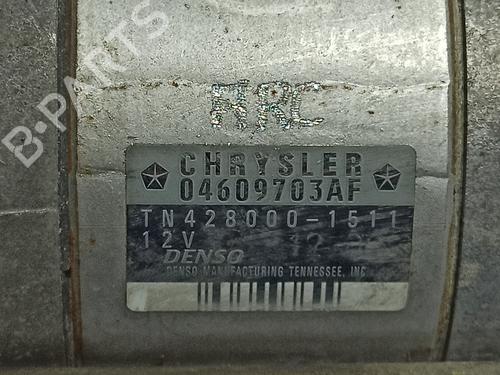 B-PARTS
HRC
CHRYSLER
04609703AF
TN428000-1511
12V
DENSO
DENSO MANUFACTURING TENNESSEE, INC